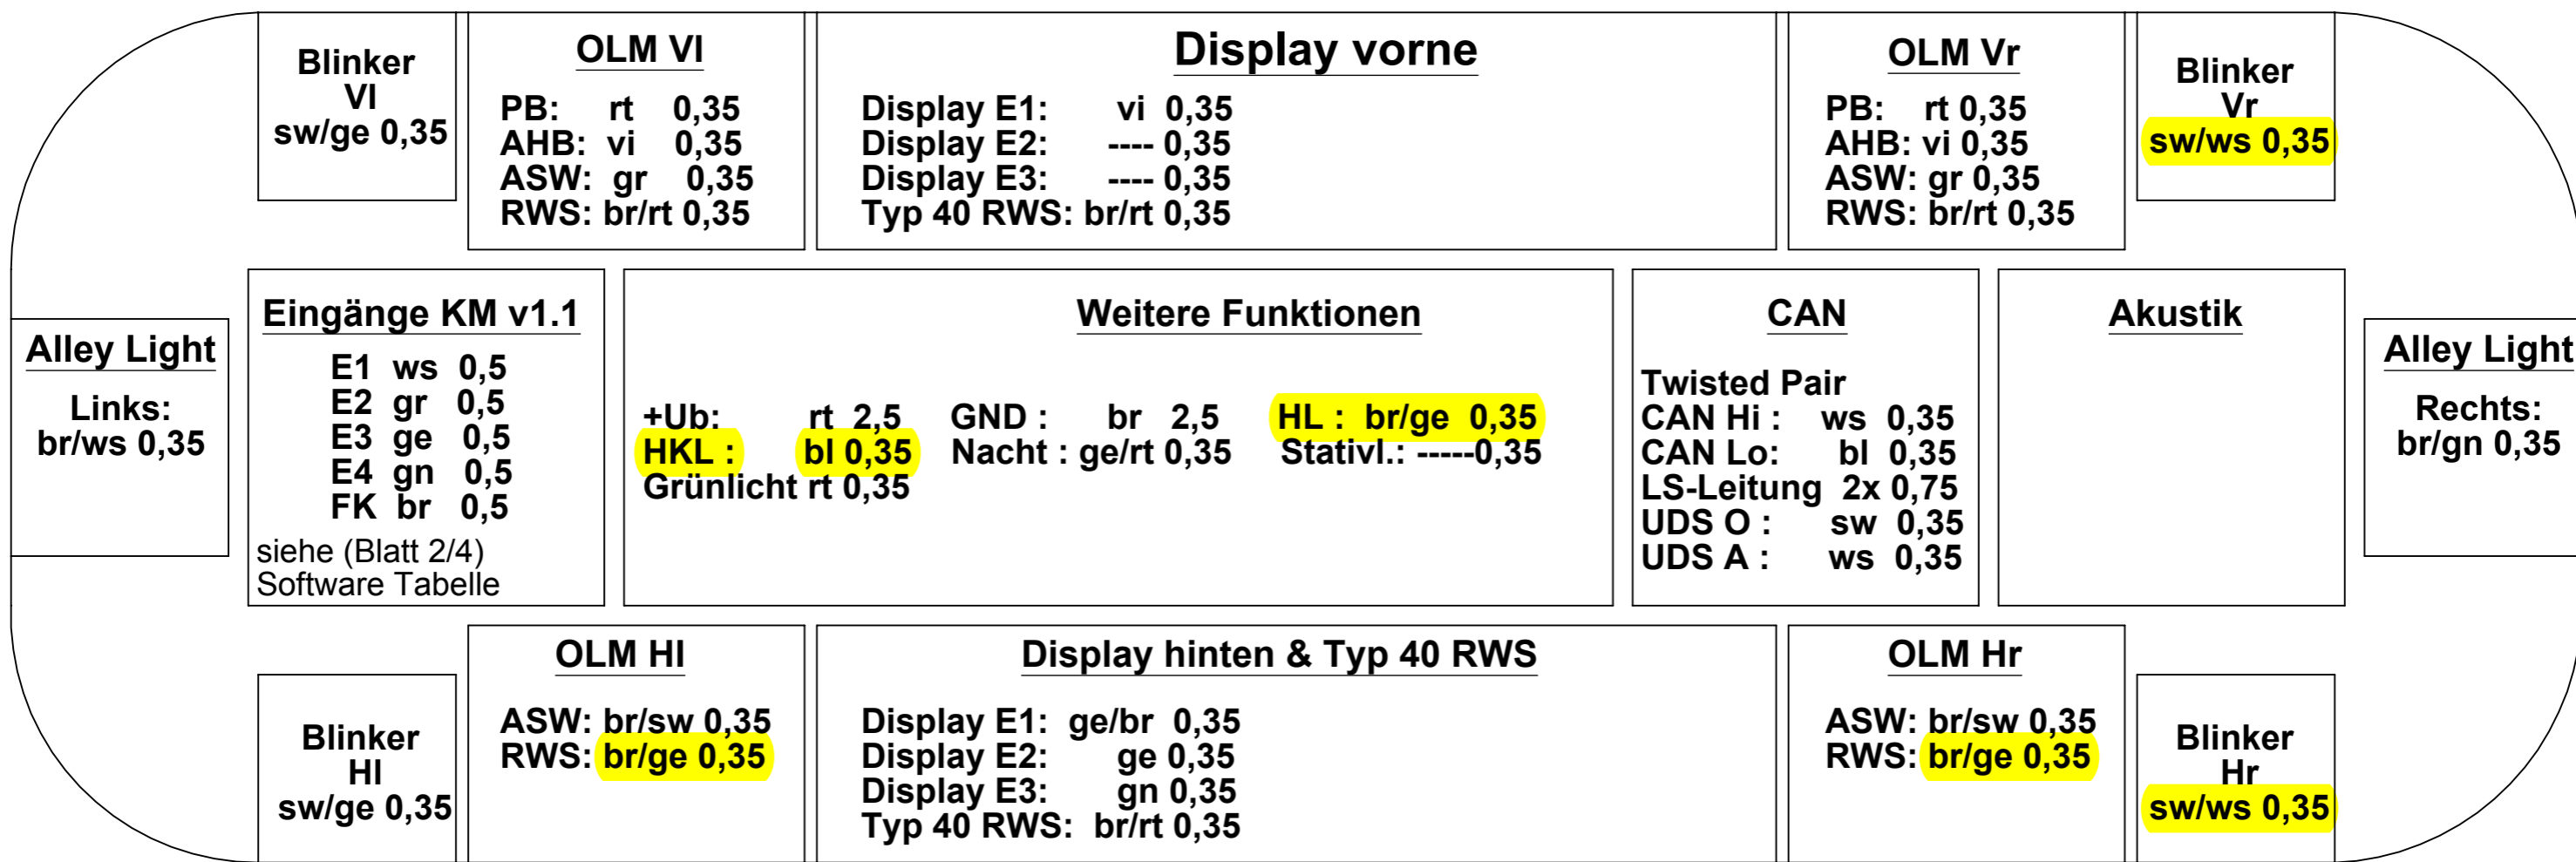 Blinker
Vl
sw/ge 0,35
OLM Vl
PB: rt 0,35
AHB: vi 0,35
ASW: gr 0,35
RWS: br/rt 0,35
Display vorne
Display E1: vi 0,35
Display E2: ---- 0,35
Display E3: ---- 0,35
Typ 40 RWS: br/rt 0,35
OLM Vr
PB: rt 0,35
AHB: vi 0,35
ASW: gr 0,35
RWS: br/rt 0,35
Blinker
Vr
sw/ws 0,35
Alley Light
Links:
br/ws 0,35
Eingänge KM v1.1
E1 ws 0,5
E2 gr 0,5
E3 ge 0,5
E4 gn 0,5
FK br 0,5
siehe (Blatt 2/4)
Software Tabelle
Weitere Funktionen
+Ub: rt 2,5 GND : br 2,5 HL : br/ge 0,35
HKL : bl 0,35 Nacht : ge/rt 0,35 Stativl.: -----0,35
Grünlicht rt 0,35
CAN
Twisted Pair
CAN Hi : ws 0,35
CAN Lo: bl 0,35
LS-Leitung 2x 0,75
UDS O : sw 0,35
UDS A : ws 0,35
Akustik
Alley Light
Rechts:
br/gn 0,35
Blinker
Hl
sw/ge 0,35
OLM Hl
ASW: br/sw 0,35
RWS: br/ge 0,35
Display hinten & Typ 40 RWS
Display E1: ge/br 0,35
Display E2: ge 0,35
Display E3: gn 0,35
Typ 40 RWS: br/rt 0,35
OLM Hr
ASW: br/sw 0,35
RWS: br/ge 0,35
Blinker
Hr
sw/ws 0,35